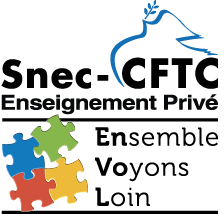 Snec-CFTC
Enseignement Privé
Ensemble
Voyons
Loin